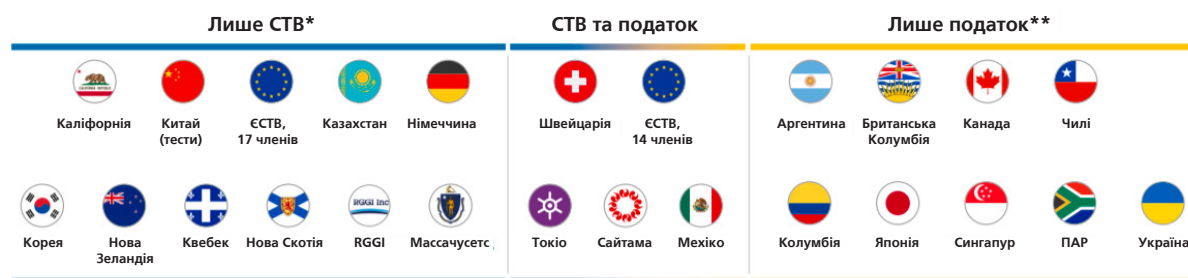 Лише СТВ*
СТВ та податок
Лише податок**
CALIFORNIA REPUBLIC
Каліфорнія
Китай
(тести)
ЄСТВ,
17 членів
Казахстан
Німеччина
Швейцарія
ЄСТВ,
14 членів
Аргентина
Британська
Колумбія
Канада
Чилі
RGGI Inc
Корея
Нова
Зеландія
Квебек
Нова Скотія
RGGI
Массачусетс
Токіо
Сайтама
Мехіко
Колумбія
Японія
Сингапур
ПАР
Україна